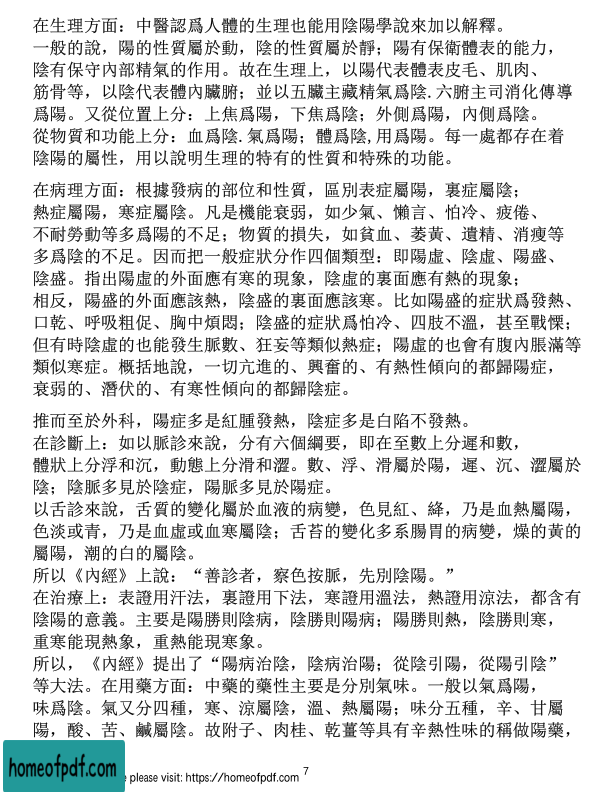 在生理方面：中醫認爲人體的生理也能用陰陽學說來加以解釋。
一般的說，陽的性質屬於動，陰的性質屬於靜；陽有保衛體表的能力，
陰有保守內部精氣的作用。故在生理上，以陽代表體表皮毛、肌肉、
筋骨等，以陰代表體內臟腑；並以五臟主藏精氣爲陰.六腑主司消化傳導
爲陽。又從位置上分：上焦爲陽，下焦爲陰；外側爲陽，內側爲陰。
從物質和功能上分：血爲陰.氣爲陽；體爲陰,用爲陽。每一處都存在着
陰陽的屬性，用以說明生理的特有的性質和特殊的功能。
在病理方面：根據發病的部位和性質，區別表症屬陽，裏症屬陰；
熱症屬陽，寒症屬陰。凡是機能衰弱，如少氣、懶言、怕冷、疲倦、
不耐勞動等多爲陽的不足；物質的損失，如貧血、萎黃、遺精、消瘦等
多爲陰的不足。因而把一般症狀分作四個類型：即陽虛、陰虛、陽盛、
陰盛。指出陽虛的外面應有寒的現象，陰虛的裏面應有熱的現象；
相反，陽盛的外面應該熱，陰盛的裏面應該寒。比如陽盛的症狀爲發熱、
口乾、呼吸粗促、胸中煩悶；陰盛的症狀爲怕冷、四肢不溫，甚至戰慄；
但有時陰虛的也能發生脈數、狂妄等類似熱症；陽虛的也會有腹內脹滿等
類似寒症。概括地說，一切亢進的、興奮的、有熱性傾向的都歸陽症，
衰弱的、潛伏的、有寒性傾向的都歸陰症。
推而至於外科，陽症多是紅腫發熱，陰症多是白陷不發熱。
在診斷上：如以脈診來說，分有六個綱要，即在至數上分遲和數，
體狀上分浮和沉，動態上分滑和澀。數、浮、滑屬於陽，遲、沉、澀屬於
陰；陰脈多見於陰症，陽脈多見於陽症。
以舌診來說，舌質的變化屬於血液的病變，色見紅、絳，乃是血熱屬陽，
色淡或青，乃是血虛或血寒屬陰；舌苔的變化多系腸胃的病變，燥的黃的
屬陽，潮的白的屬陰。
所以《內經》上說：“善診者，察色按脈，先別陰陽。”
在治療上：表證用汗法，裏證用下法，寒證用溫法，熱證用涼法，都含有
陰陽的意義。主要是陽勝則陰病，陰勝則陽病；陽勝則熱，陰勝則寒，
重寒能現熱象，重熱能現寒象。
所以，《內經》提出了“陽病治陰，陰病治陽；從陰引陽，從陽引陰”
等大法。在用藥方面：中藥的藥性主要是分別氣味。一般以氣爲陽，
味爲陰。氣又分四種，寒、涼屬陰，溫、熱屬陽；味分五種，辛、甘屬
陽，酸、苦、鹹屬陰。故附子、肉桂、乾薑等具有辛熱性味的稱做陽藥，
7
homeofpdf.com
please visit: https://homeofpdf.com